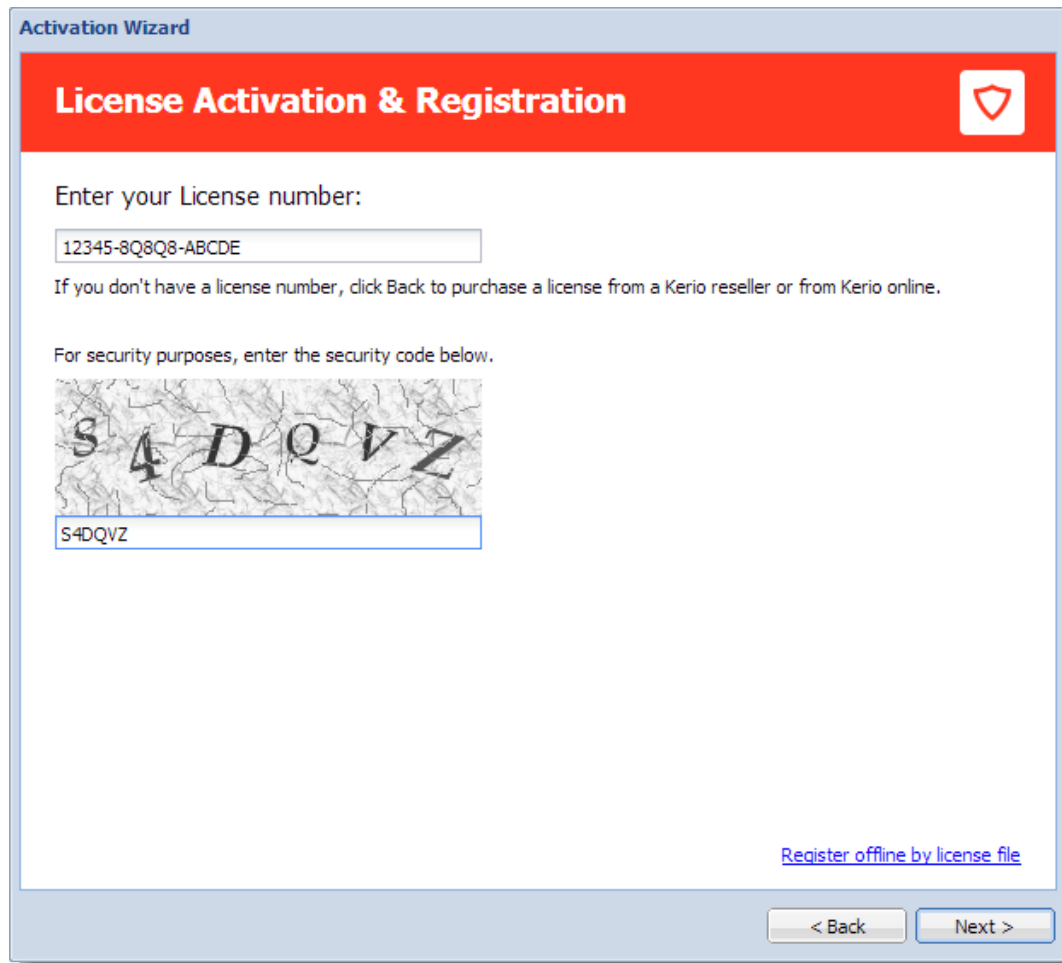 Activation Wizard
License Activation & Registration
Enter your License number:
12345-8Q8Q8-ABCDE
If you don't have a license number, click Back to purchase a license from a Kerio reseller or from Kerio online.
For security purposes, enter the security code below.
S 4 D Q V Z
S4DQVZ
Register offline by license file
< Back Next >